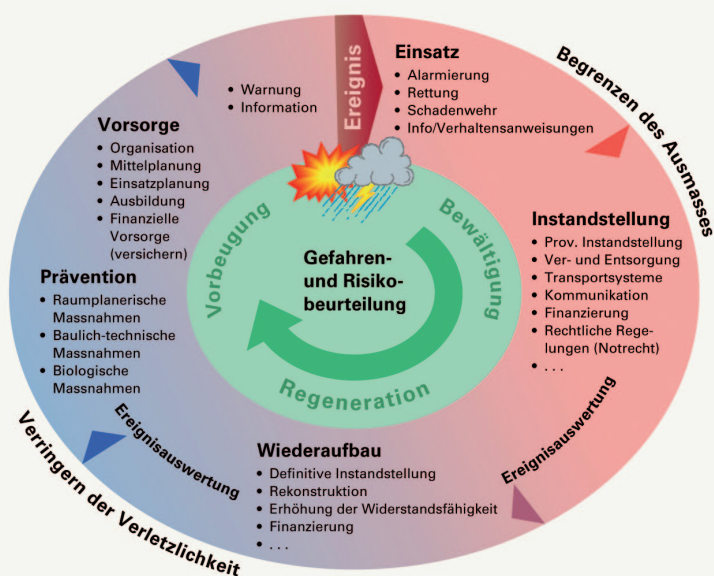 Ereignis
Einsatz
• Alarmierung
• Rettung
• Schadenwehr
• Info/Verhaltensanweisungen
Begrenzen des Ausmasses
Instandstellung
• Prov. Instandstellung
• Ver- und Entsorgung
• Transportsysteme
• Kommunikation
• Finanzierung
• Rechtliche Rege-
lungen (Notrecht)
• . . .
Ereignisauswertung
Wiederaufbau
• Definitive Instandstellung
• Rekonstruktion
• Erhöhung der Widerstandsfähigkeit
• Finanzierung
• . . .
Ereignisauswertung
Verringern der Verletzlichkeit
Prävention
• Raumplanerische
Massnahmen
• Baulich-technische
Massnahmen
• Biologische
Massnahmen
Vorsorge
• Organisation
• Mittelplanung
• Einsatzplanung
• Ausbildung
• Finanzielle
Vorsorge
(versichern)
• Warnung
• Information
Vorbeugung
Bewältigung
Regeneration
Gefahren-
und Risiko-
beurteilung